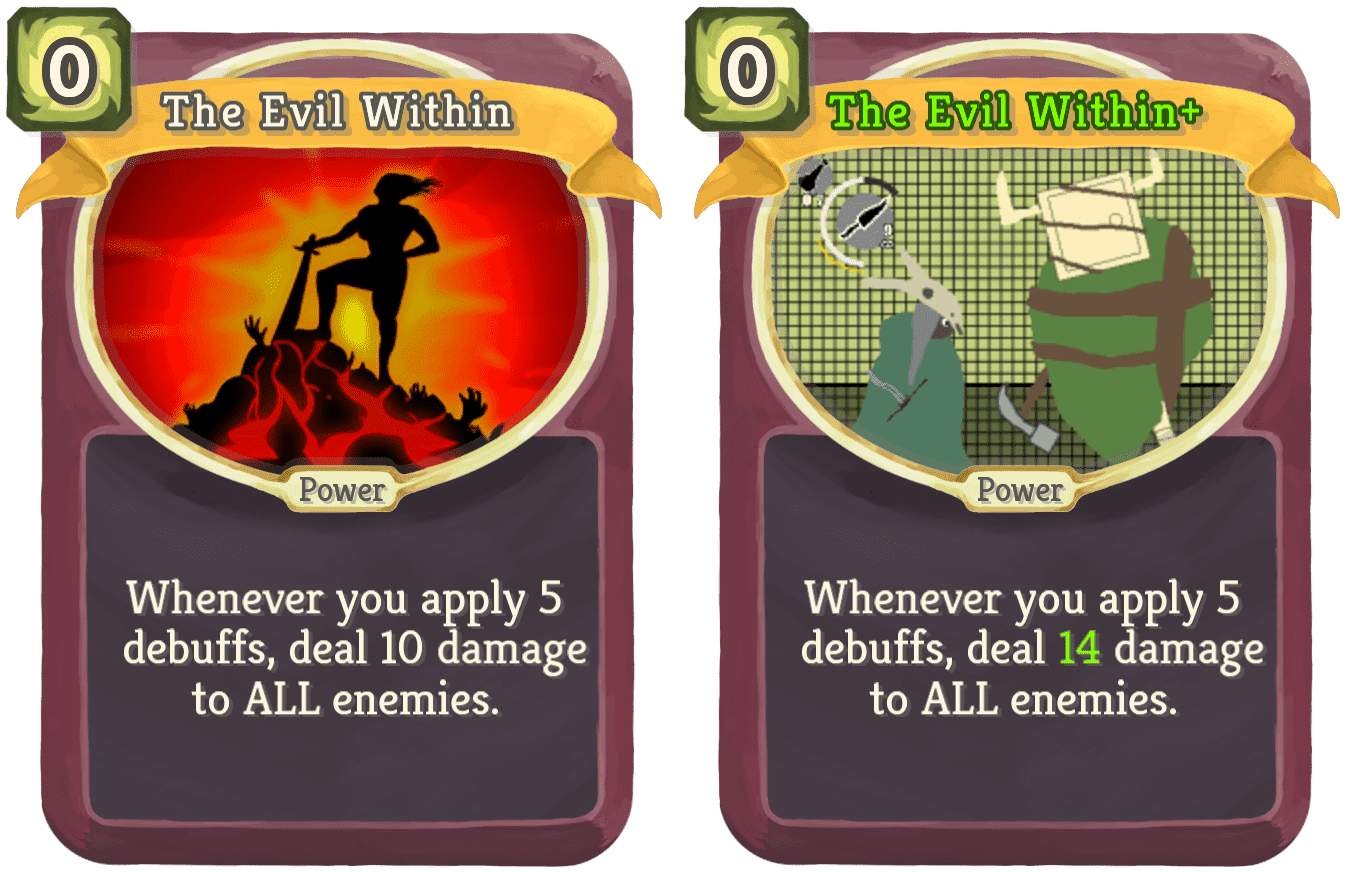 0
The Evil Within
Power
Whenever you apply 5
debuffs, deal 10 damage
to ALL enemies.
0
The Evil Within+
Power
Whenever you apply 5
debuffs, deal 14 damage
to ALL enemies.